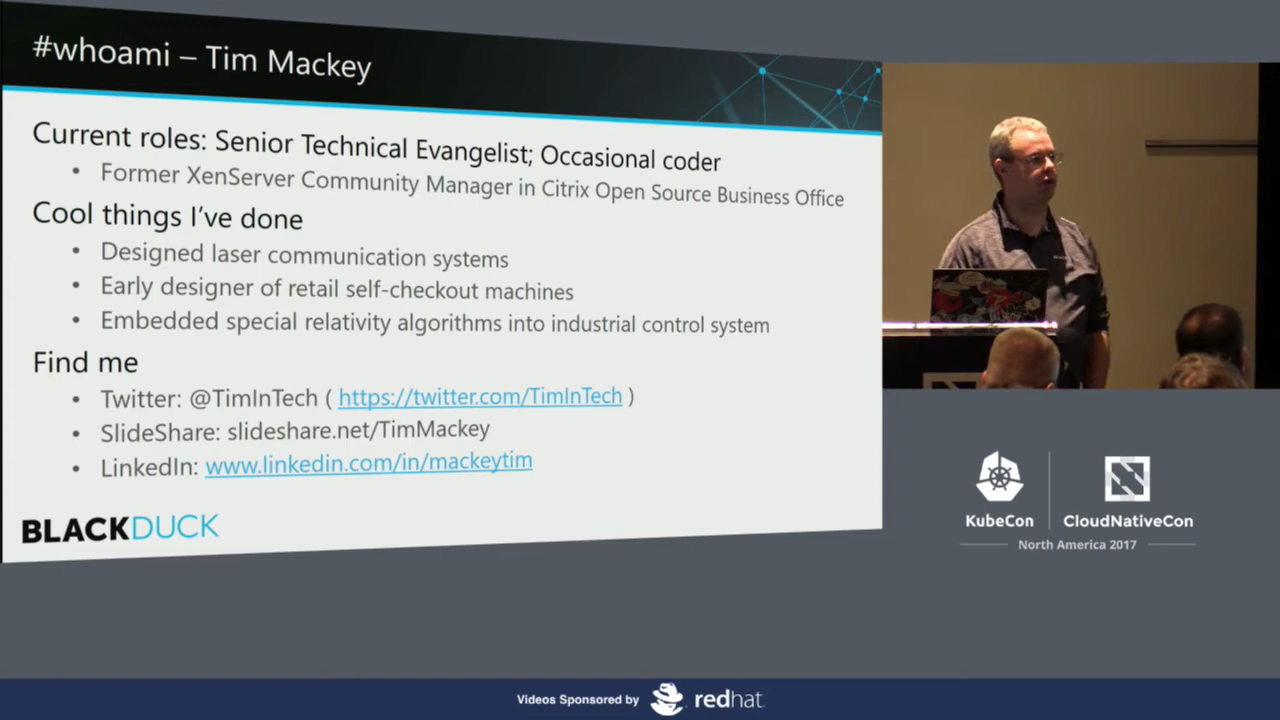 #whoami – Tim Mackey
Current roles: Senior Technical Evangelist; Occasional coder
• Former XenServer Community Manager in Citrix Open Source Business Office
Cool things I've done
• Designed laser communication systems
• Early designer of retail self-checkout machines
• Embedded special relativity algorithms into industrial control system
Find me
• Twitter: @TimInTech ( https://twitter.com/TimInTech )
• SlideShare: slideshare.net/TimMackey
• LinkedIn: www.linkedin.com/in/mackeytim
BLACKDUCK
KubeCon
CloudNativeCon
North America 2017
Videos Sponsored by redhat.